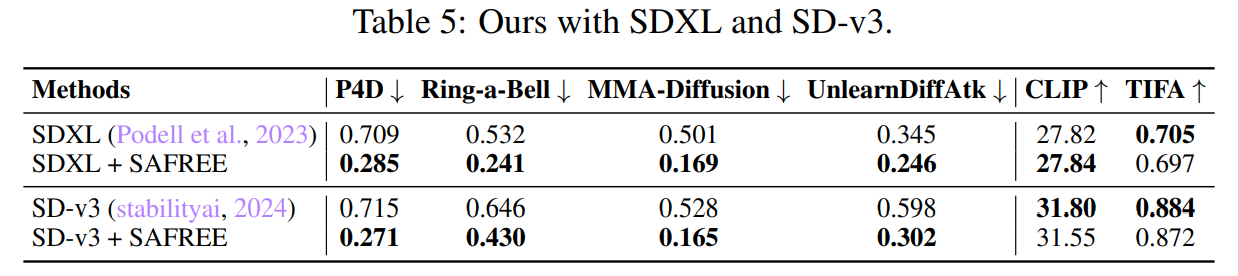 Table 5: Ours with SDXL and SD-v3.
Methods P4D ↓ Ring-a-Bell ↓ MMA-Diffusion ↓ UnlearnDiffAtk ↓ CLIP ↑ TIFA ↑
SDXL (Podell et al., 2023) 0.709 0.532 0.501 0.345 27.82 0.705
SDXL + SAFREE 0.285 0.241 0.169 0.246 27.84 0.697
SD-v3 (stabilityai, 2024) 0.715 0.646 0.528 0.598 31.80 0.884
SD-v3 + SAFREE 0.271 0.430 0.165 0.302 31.55 0.872